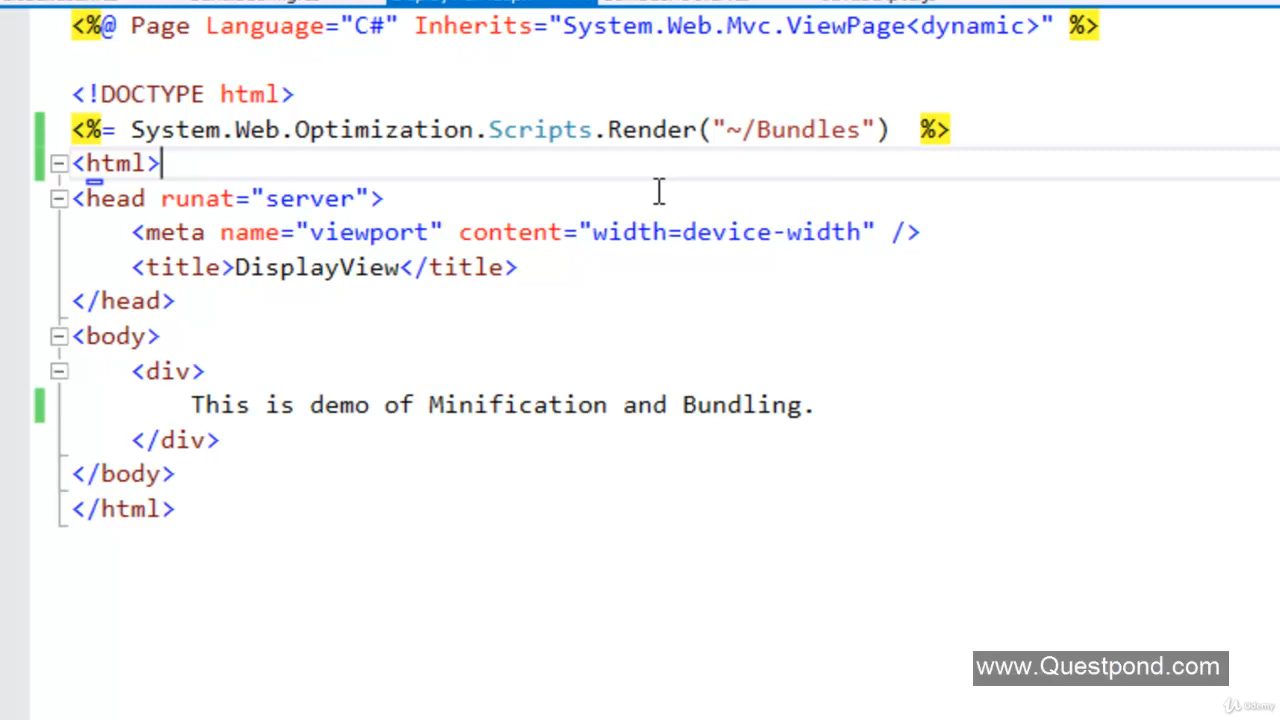 <%@ Page Language="C#" Inherits="System.Web.Mvc.ViewPage<dynamic>" %>
<!DOCTYPE html>
<%= System.Web.Optimization.Scripts.Render("~/Bundles")  %>
<html>
<head runat="server">
    <meta name="viewport" content="width=device-width" />
    <title>DisplayView</title>
</head>
<body>
    <div>
        This is demo of Minification and Bundling.
    </div>
</body>
</html>
www.Questpond.com
Udemy